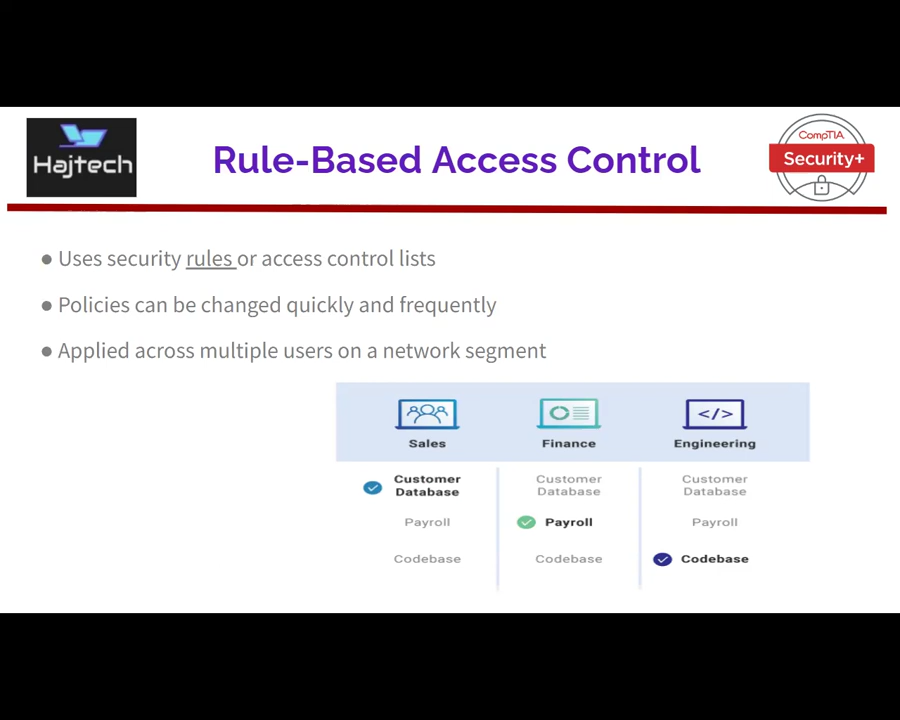 Hajtech
Rule-Based Access Control
CompTIA
Security+
● Uses security rules or access control lists
● Policies can be changed quickly and frequently
● Applied across multiple users on a network segment
</>
Sales Finance Engineering
Customer Database Customer Database Customer Database
Payroll Payroll Payroll
Codebase Codebase Codebase